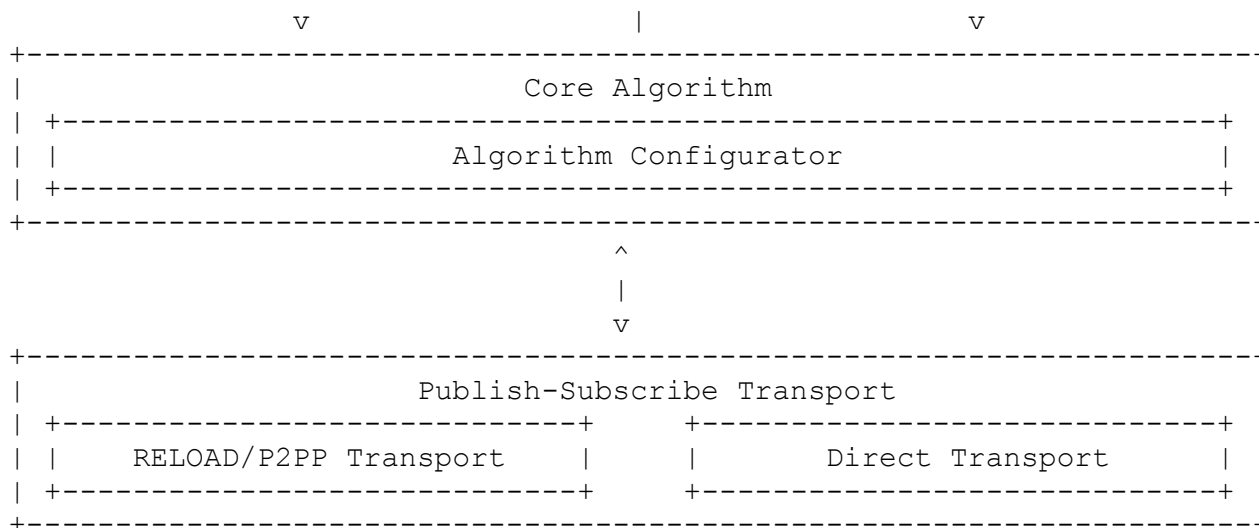 v | v
+----------------------------------------------------------------------
| Core Algorithm
| +-----------------------------------------------------------------+
| | Algorithm Configurator |
| +-----------------------------------------------------------------+
+----------------------------------------------------------------------
^
|
v
+----------------------------------------------------------------------
| Publish-Subscribe Transport
| +-----------------------------+ +-----------------------------+
| | RELOAD/P2PP Transport | | Direct Transport |
| +-----------------------------+ +-----------------------------+
+----------------------------------------------------------------------